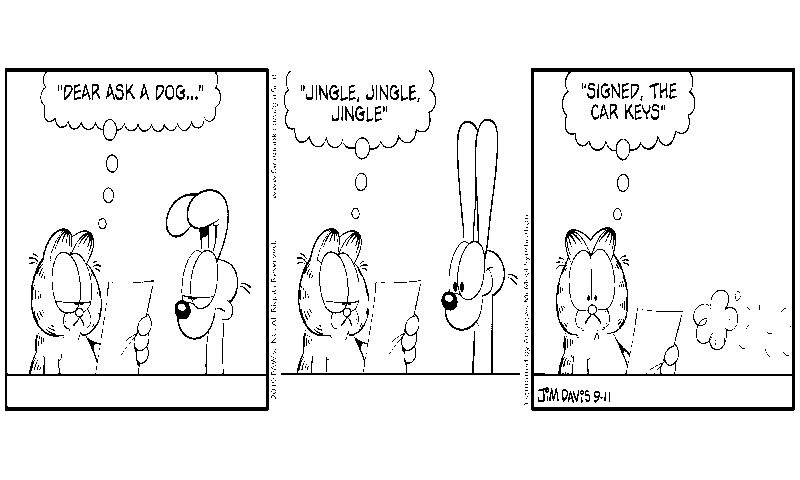 "DEAR ASK A DOG..."
"JINGLE, JINGLE,
JINGLE"
"SIGNED, THE
CAR KEYS"
JIM DAVIS 9-11